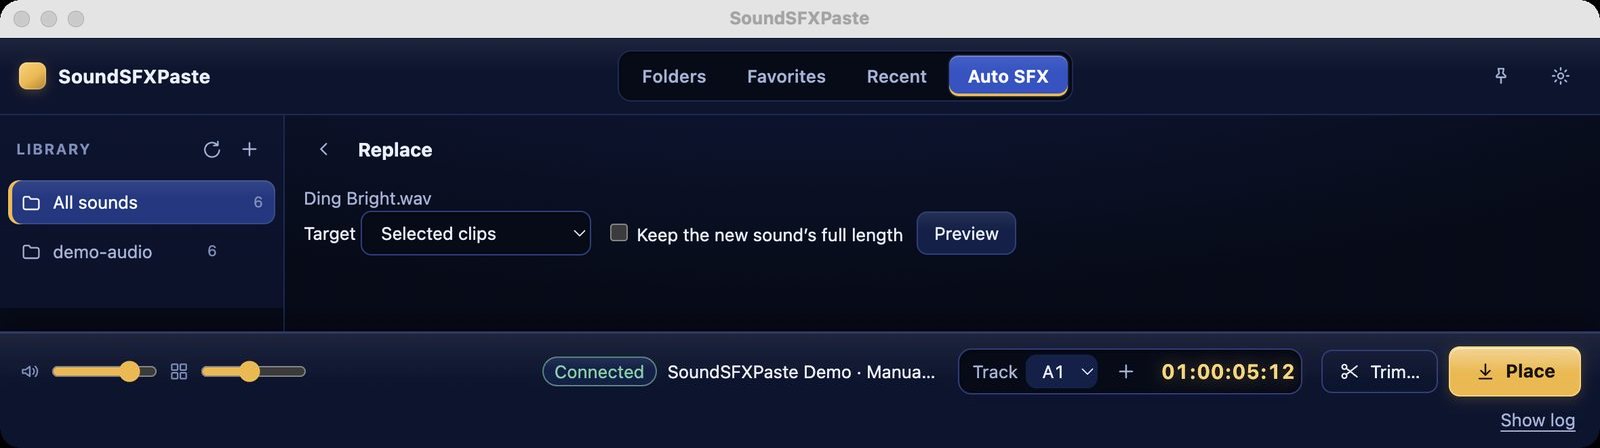 SoundSFXPaste
SoundSFXPaste
Folders Favorites Recent Auto SFX
LIBRARY
All sounds 6
demo-audio 6
Replace
Ding Bright.wav
Target Selected clips Keep the new sound’s full length Preview
Connected SoundSFXPaste Demo · Manua... Track A1 01:00:05:12 Trim... Place
Show log